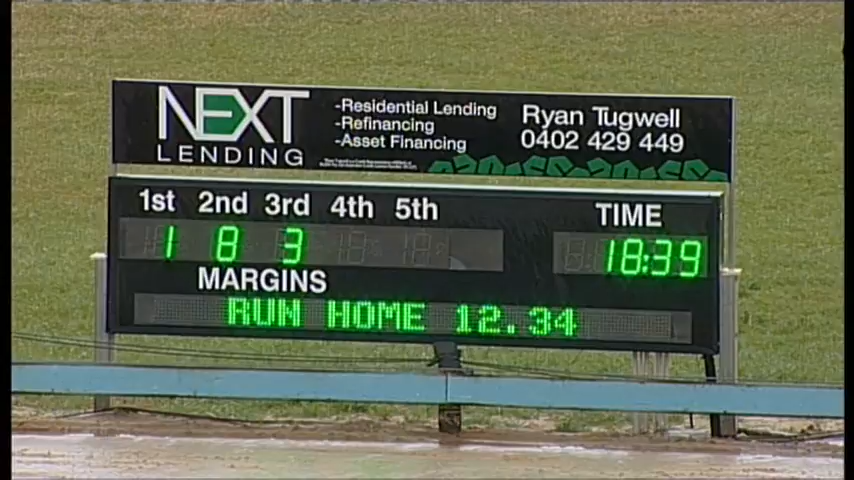 NEXT
LENDING
-Residential Lending
-Refinancing
-Asset Financing
Ryan Tugwell
0402 429 449
1st 2nd 3rd 4th 5th TIME
1 8 3 18:39
MARGINS
RUN HOME 12.34